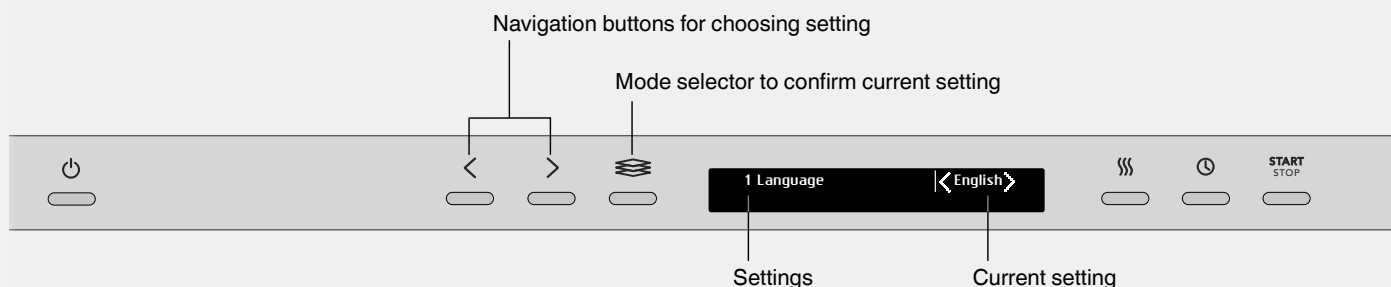 Navigation buttons for choosing setting
Mode selector to confirm current setting
1 Language
English
START
STOP
Settings
Current setting